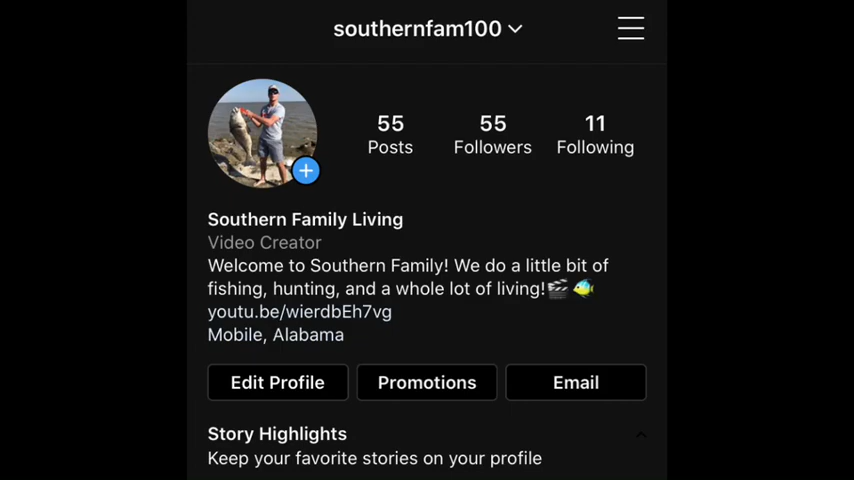 southernfam100
55 55 11
Posts Followers Following
Southern Family Living
Video Creator
Welcome to Southern Family! We do a little bit of
fishing, hunting, and a whole lot of living!🎬 🐠
youtu.be/wierdbEh7vg
Mobile, Alabama
Edit Profile Promotions Email
Story Highlights
Keep your favorite stories on your profile